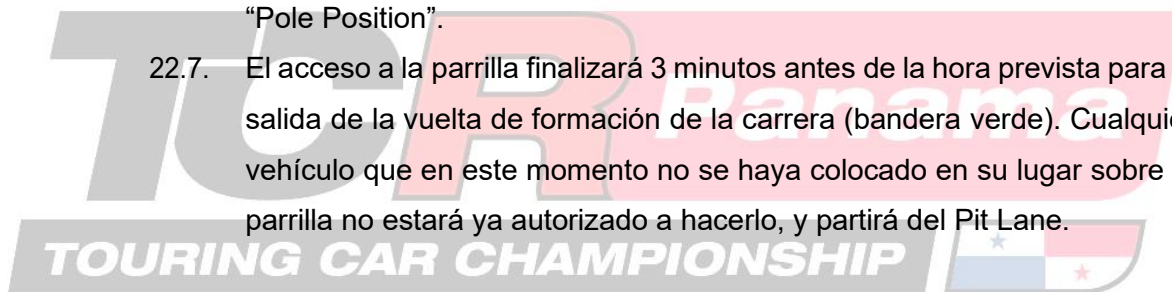 “Pole Position”.
22.7. El acceso a la parrilla finalizará 3 minutos antes de la hora prevista para
salida de la vuelta de formación de la carrera (bandera verde).
vehículo que en este momento no se haya colocado en su lugar sobre
parrilla no estará ya autorizado a hacerlo, y partirá del Pit Lane.
TCR Panama
TOURING CAR CHAMPIONSHIP